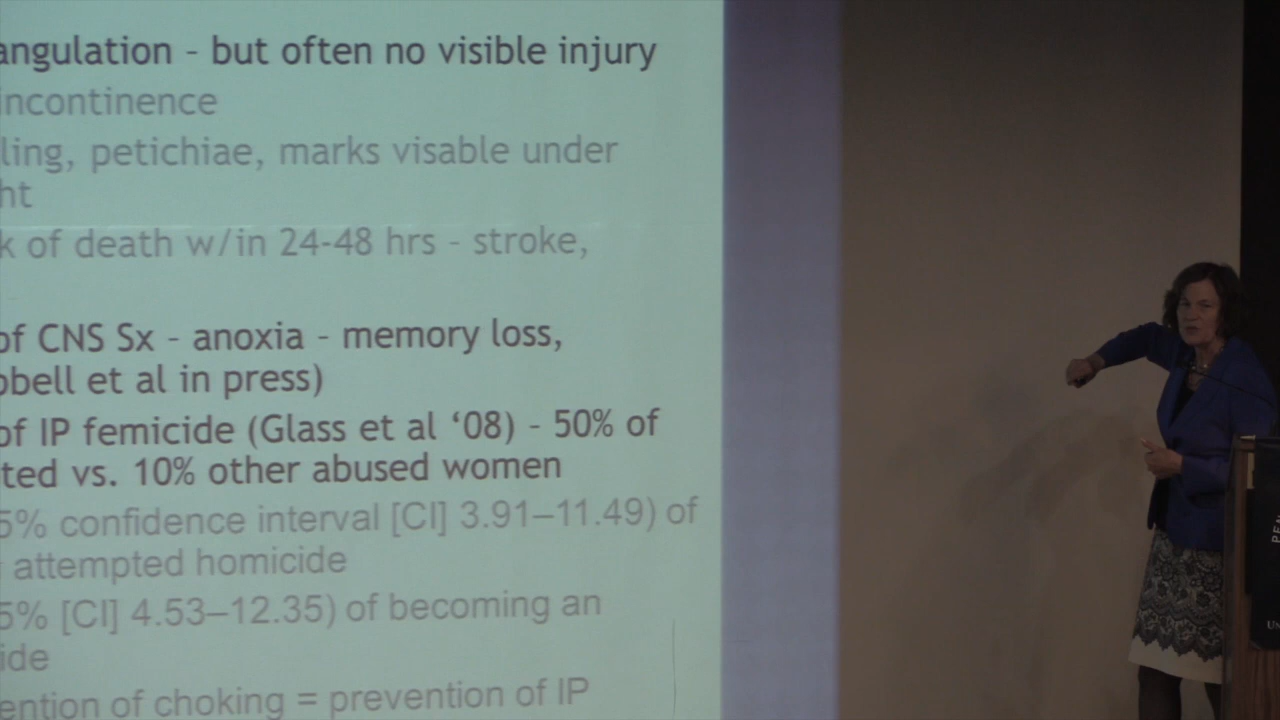 angulation – but often no visible injury
incontinence
ling, petichiae, marks visable under
ht
k of death w/in 24-48 hrs – stroke,
of CNS Sx – anoxia – memory loss,
bbell et al in press)
of IP femicide (Glass et al ‘08) – 50% of
ted vs. 10% other abused women
5% confidence interval [CI] 3.91–11.49) of
attempted homicide
5% [CI] 4.53–12.35) of becoming an
ide
ention of choking = prevention of IP